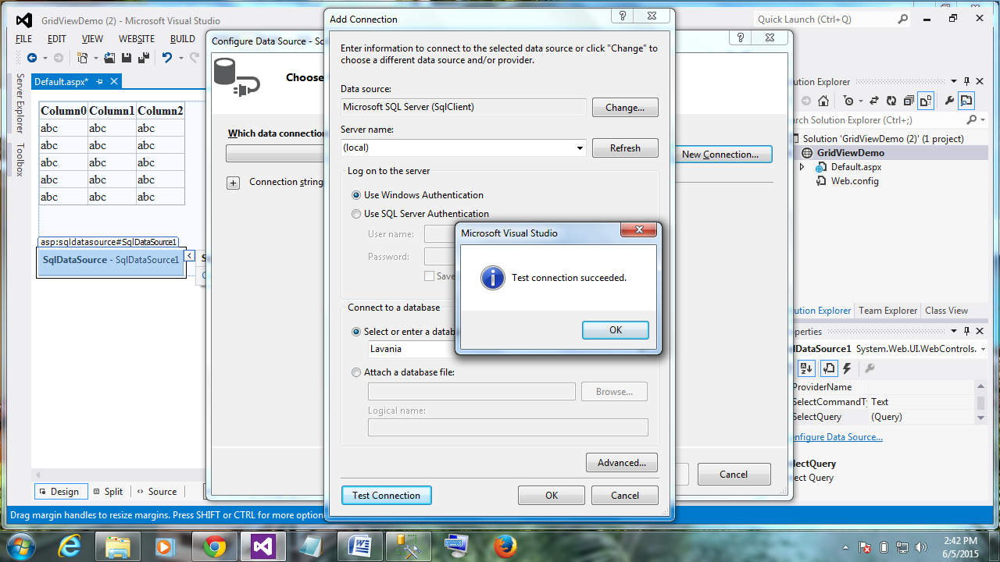 GridViewDemo (2) - Microsoft Visual Studio
Quick Launch (Ctrl+Q)
FILE EDIT VIEW WEBSITE BUILD
Server Explorer
Toolbox
Default.aspx*
Column0 Column1 Column2
abc abc abc
abc abc abc
abc abc abc
abc abc abc
abc abc abc
asp:sqldatasource#SqlDataSource1
SqlDataSource - SqlDataSource1
Design Split Source
Drag margin handles to resize margins. Press SHIFT or CTRL for more option
Configure Data Source - Sq
Choose
Which data connection
New Connection...
Connection string
Cancel
Add Connection
Enter information to connect to the selected data source or click "Change" to
choose a different data source and/or provider.
Data source:
Microsoft SQL Server (SqlClient)
Change...
Server name:
(local)
Refresh
Log on to the server
Use Windows Authentication
Use SQL Server Authentication
User name:
Password:
Save
Connect to a database
Select or enter a datab
Lavania
Attach a database file:
Browse...
Logical name:
Advanced...
Test Connection OK Cancel
Microsoft Visual Studio
Test connection succeeded.
OK
olution Explorer
rch Solution Explorer (Ctrl+;)
Solution 'GridViewDemo (2)' (1 project)
GridViewDemo
Default.aspx
Web.config
ution Explorer Team Explorer Class View
operties
lDataSource1 System.Web.UI.WebControls.
ProviderName
SelectCommandT Text
SelectQuery (Query)
nfigure Data Source...
lectQuery
ect Query
2:42 PM
6/5/2015